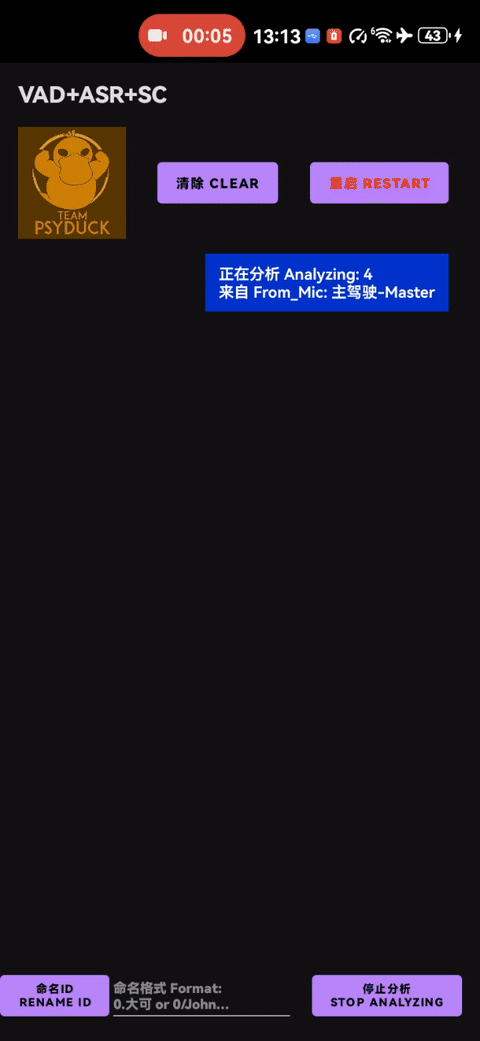 00:05 13:13 6 43
VAD+ASR+SC
TEAM
PSYDUCK
清除 CLEAR
重启 RESTART
正在分析 Analyzing: 4
来自 From_Mic: 主驾驶-Master
命名ID
RENAME ID
命名格式 Format:
0.大可 or 0/John...
停止分析
STOP ANALYZING